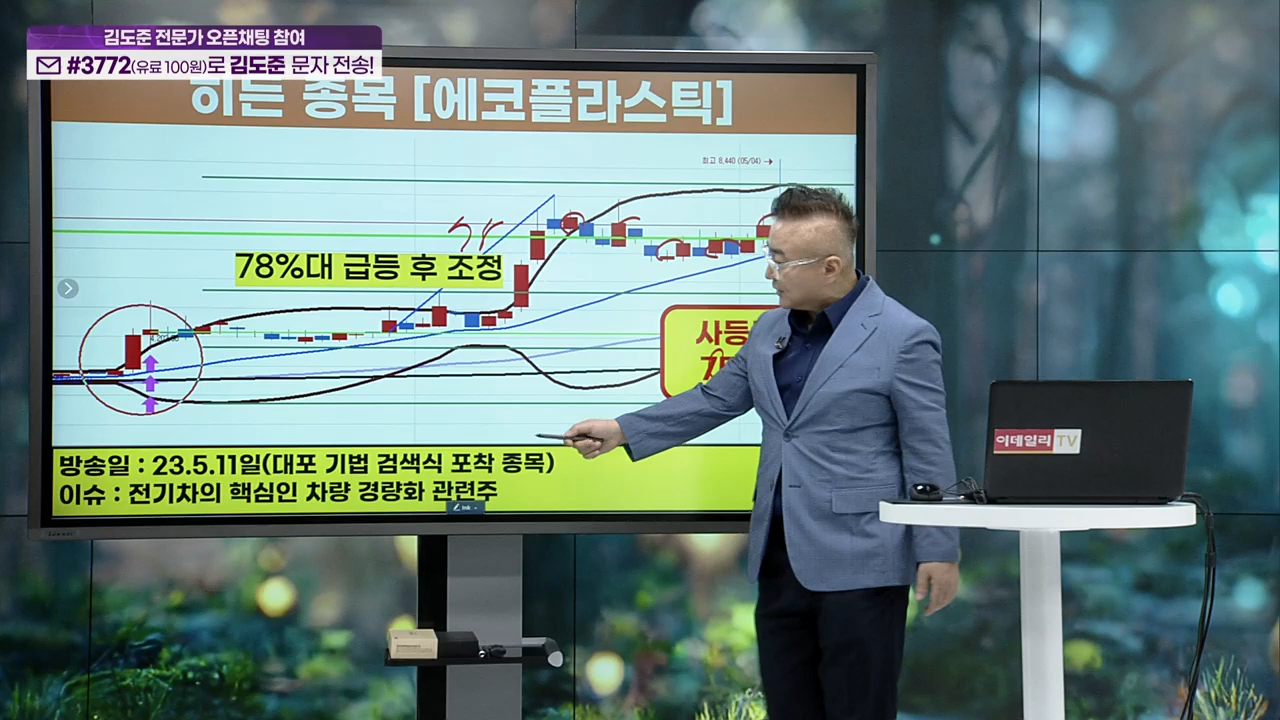 김도준 전문가 오픈채팅 참여
#3772(유료 100원)로 김도준 문자 전송!
히든 종목 [에코플라스틱]
최고 8,440 (05/04) →
78%대 급등 후 조정
사등
방송일 : 23.5.11일(대포 기법 검색식 포착 종목)
이슈 : 전기차의 핵심인 차량 경량화 관련주
Ink
이데일리 TV